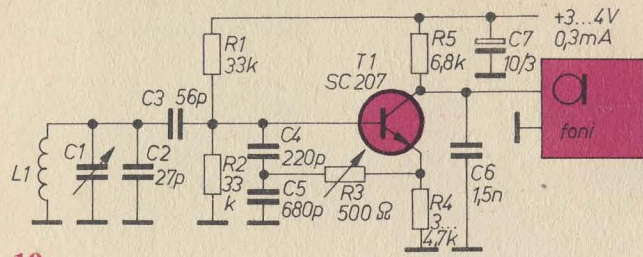 +3...4V
0,3mA
R1
33k
T1
SC 207
R5
6,8k
C7
10/3
C3 56p
foni
L1
C1
C2
27p
R2
33
k
C4
220p
C5
680p
R3
500 Ω
R4
3...
4,7k
C6
1,5n